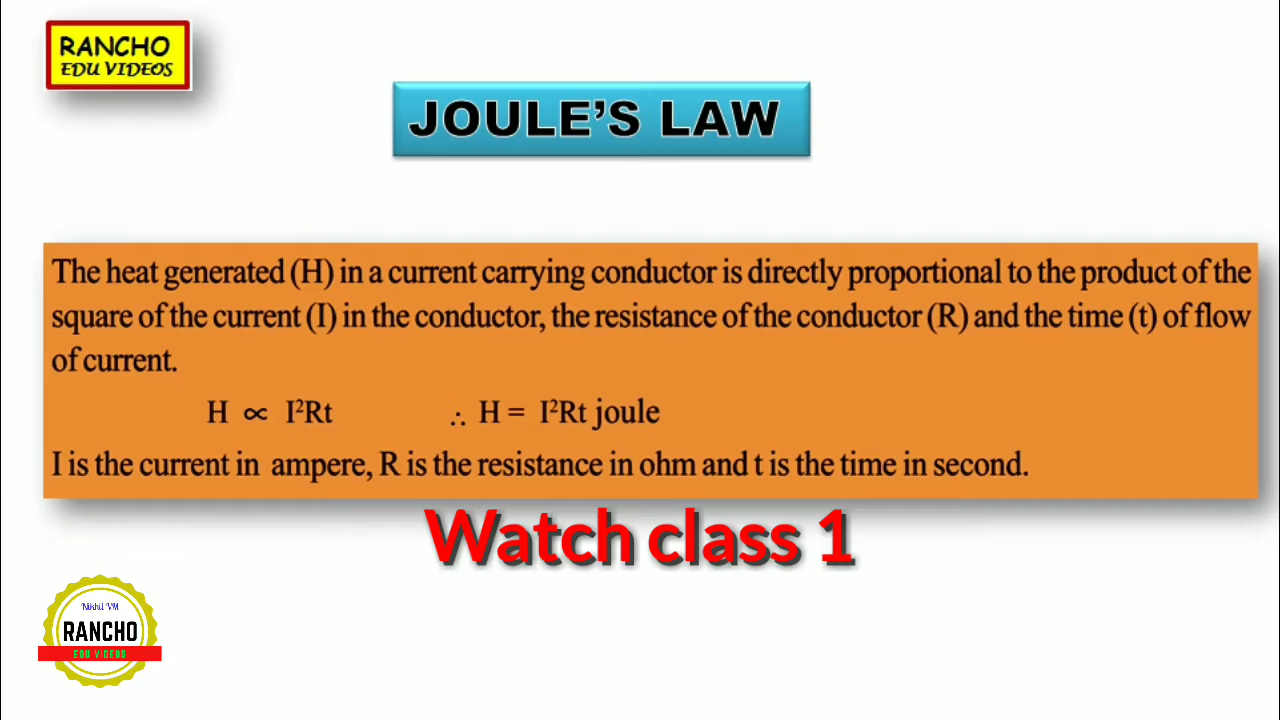 RANCHO
EDU VIDEOS
JOULE’S LAW
The heat generated (H) in a current carrying conductor is directly proportional to the product of the
square of the current (I) in the conductor, the resistance of the conductor (R) and the time (t) of flow
of current.
H ∝ I²Rt ∴ H = I²Rt joule
I is the current in ampere, R is the resistance in ohm and t is the time in second.
Watch class 1
Nikhil VM
RANCHO
EDU VIDEOS